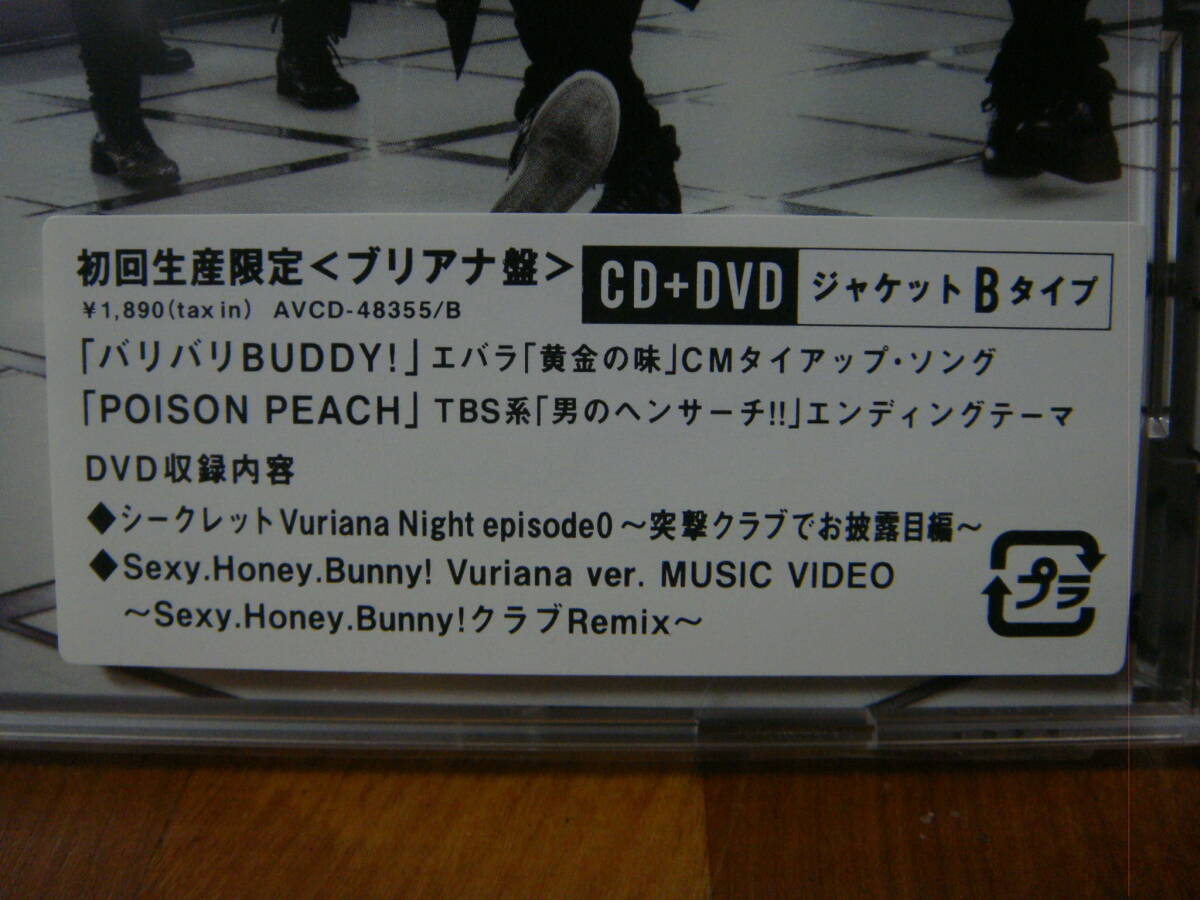 初回生産限定<ブリアナ盤> CD+DVD ジャケットBタイプ
¥1,890(tax in) AVCD-48355/B
「バリバリBUDDY!」エバラ「黄金の味」CMタイアップ・ソング
「POISON PEACH」TBS系「男のヘンサーチ!!」エンディングテーマ
DVD収録内容
◆シークレットVuriana Night episode0～突撃クラブでお披露目編～
◆Sexy.Honey.Bunny! Vuriana ver. MUSIC VIDEO
～Sexy.Honey.Bunny!クラブRemix～
プラ